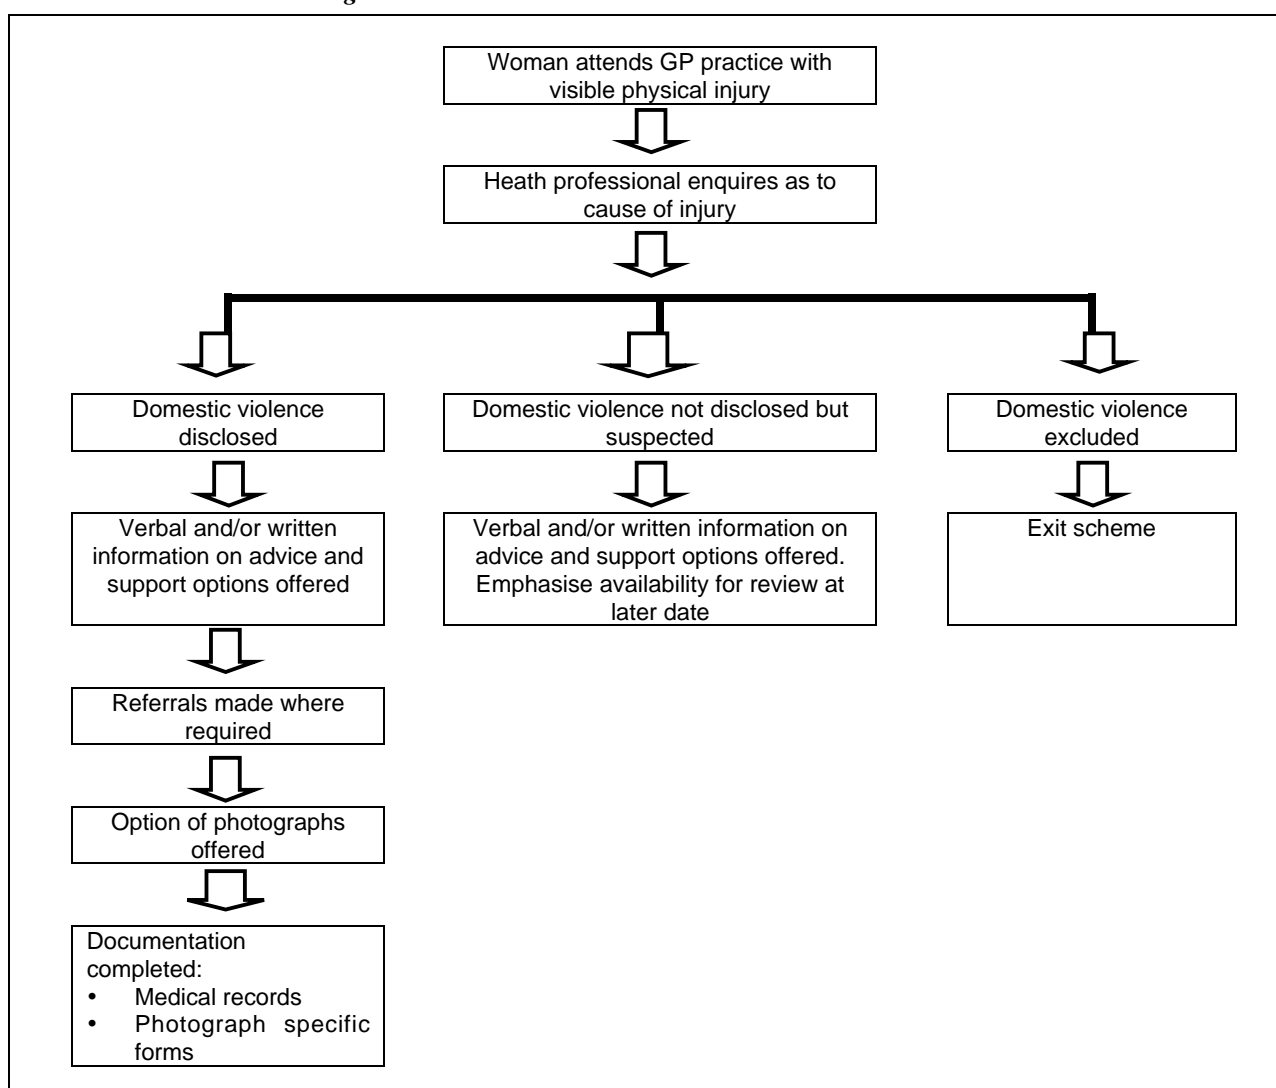 Woman attends GP practice with
visible physical injury
Heath professional enquires as to
cause of injury
Domestic violence
disclosed
Domestic violence not disclosed but
suspected
Domestic violence
excluded
Verbal and/or written
information on advice and
support options offered
Verbal and/or written information on
advice and support options offered.
Emphasise availability for review at
later date
Exit scheme
Referrals made where
required
Option of photographs
offered
Documentation
completed:
• Medical records
• Photograph specific
forms